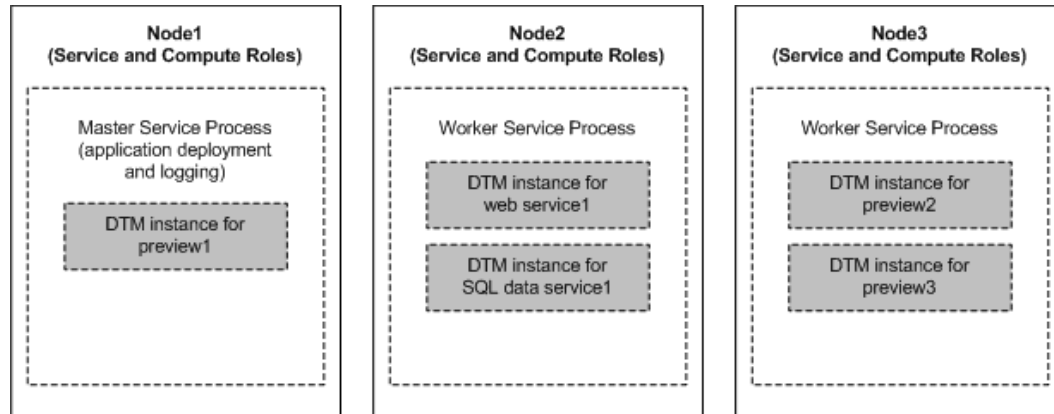 Node1
(Service and Compute Roles)
Master Service Process
(application deployment
and logging)
DTM instance for
preview1
Node2
(Service and Compute Roles)
Worker Service Process
DTM instance for
web service1
DTM instance for
SQL data service1
Node3
(Service and Compute Roles)
Worker Service Process
DTM instance for
preview2
DTM instance for
preview3